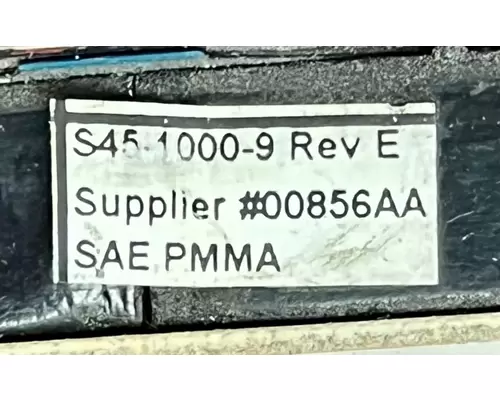 S45-1000-9 Rev E
Supplier #00856AA
SAE PMMA